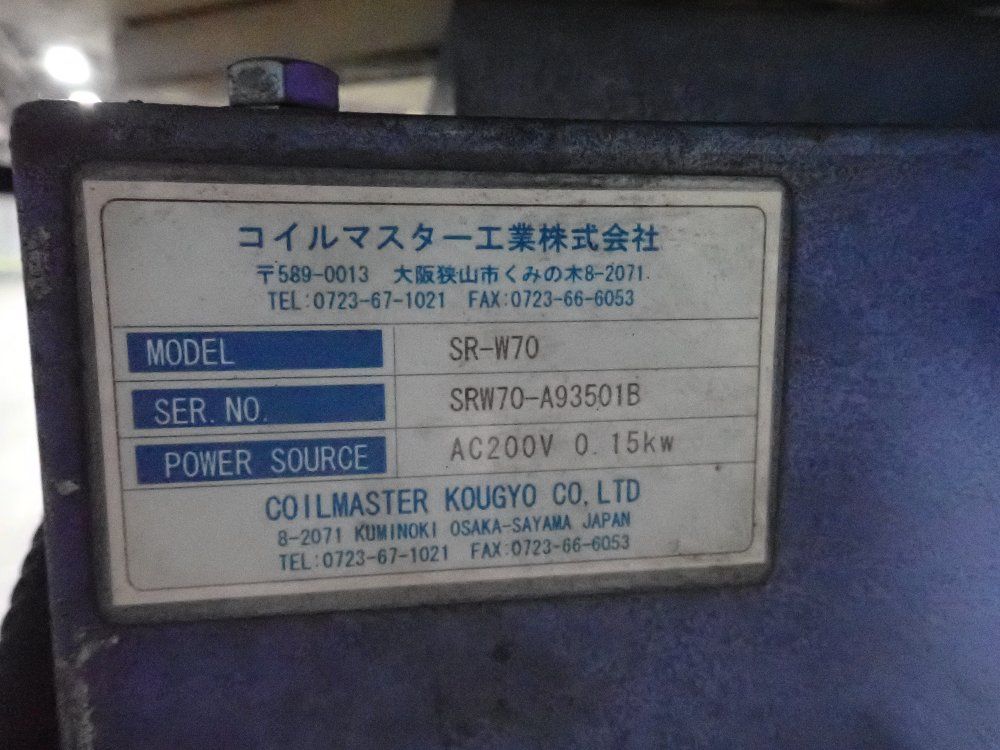 コイルマスター工業株式会社
〒589-0013 大阪狭山市くみの木8-2071
TEL:0723-67-1021 FAX:0723-66-6053
MODEL SR-W70
SER.NO. SRW70-A93501B
POWER SOURCE AC200V 0.15kw
COILMASTER KOUGYO CO,LTD
8-2071 KUMINOKI OSAKA-SAYAMA JAPAN
TEL:0723-67-1021 FAX:0723-66-6053